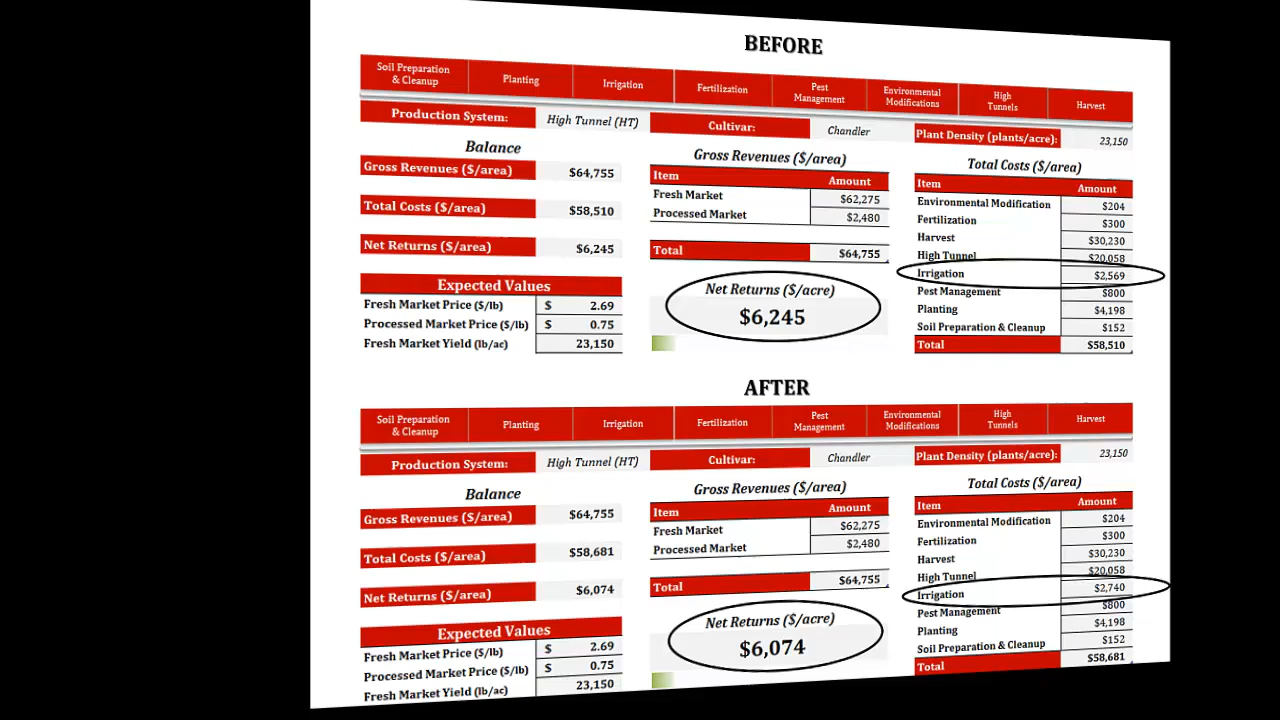 BEFORE
Soil Preparation & Cleanup Planting Irrigation Fertilization Pest Management Environmental Modifications High Tunnels Harvest
Production System: High Tunnel (HT) Cultivar: Chandler Plant Density (plants/acre): 23,150
Balance
Gross Revenues ($/area) $64,755
Total Costs ($/area) $58,510
Net Returns ($/area) $6,245
Expected Values
Fresh Market Price ($/lb) $ 2.69
Processed Market Price ($/lb) $ 0.75
Fresh Market Yield (lb/ac) 23,150
Gross Revenues ($/area)
Item Amount
Fresh Market $62,275
Processed Market $2,480
Total $64,755
Net Returns ($/acre)
$6,245
Total Costs ($/area)
Item Amount
Environmental Modification $204
Fertilization $300
Harvest $30,230
High Tunnel $20,058
Irrigation $2,569
Pest Management $800
Planting $4,198
Soil Preparation & Cleanup $152
Total $58,510
AFTER
Soil Preparation & Cleanup Planting Irrigation Fertilization Pest Management Environmental Modifications High Tunnels Harvest
Production System: High Tunnel (HT) Cultivar: Chandler Plant Density (plants/acre): 23,150
Balance
Gross Revenues ($/area) $64,755
Total Costs ($/area) $58,681
Net Returns ($/area) $6,074
Expected Values
Fresh Market Price ($/lb) $ 2.69
Processed Market Price ($/lb) $ 0.75
Fresh Market Yield (lb/ac) 23,150
Gross Revenues ($/area)
Item Amount
Fresh Market $62,275
Processed Market $2,480
Total $64,755
Net Returns ($/acre)
$6,074
Total Costs ($/area)
Item Amount
Environmental Modification $204
Fertilization $300
Harvest $30,230
High Tunnel $20,058
Irrigation $2,740
Pest Management $800
Planting $4,198
Soil Preparation & Cleanup $152
Total $58,681